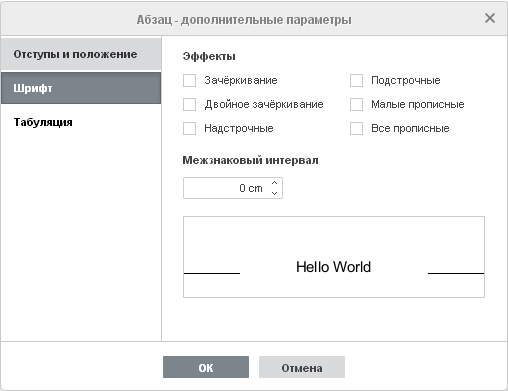 Абзац - дополнительные параметры
Отступы и положение
Шрифт
Табуляция
Эффекты
Зачёркивание
Подстрочные
Двойное зачёркивание
Малые прописные
Надстрочные
Все прописные
Межзнаковый интервал
0 cm
Hello World
ОК
Отмена